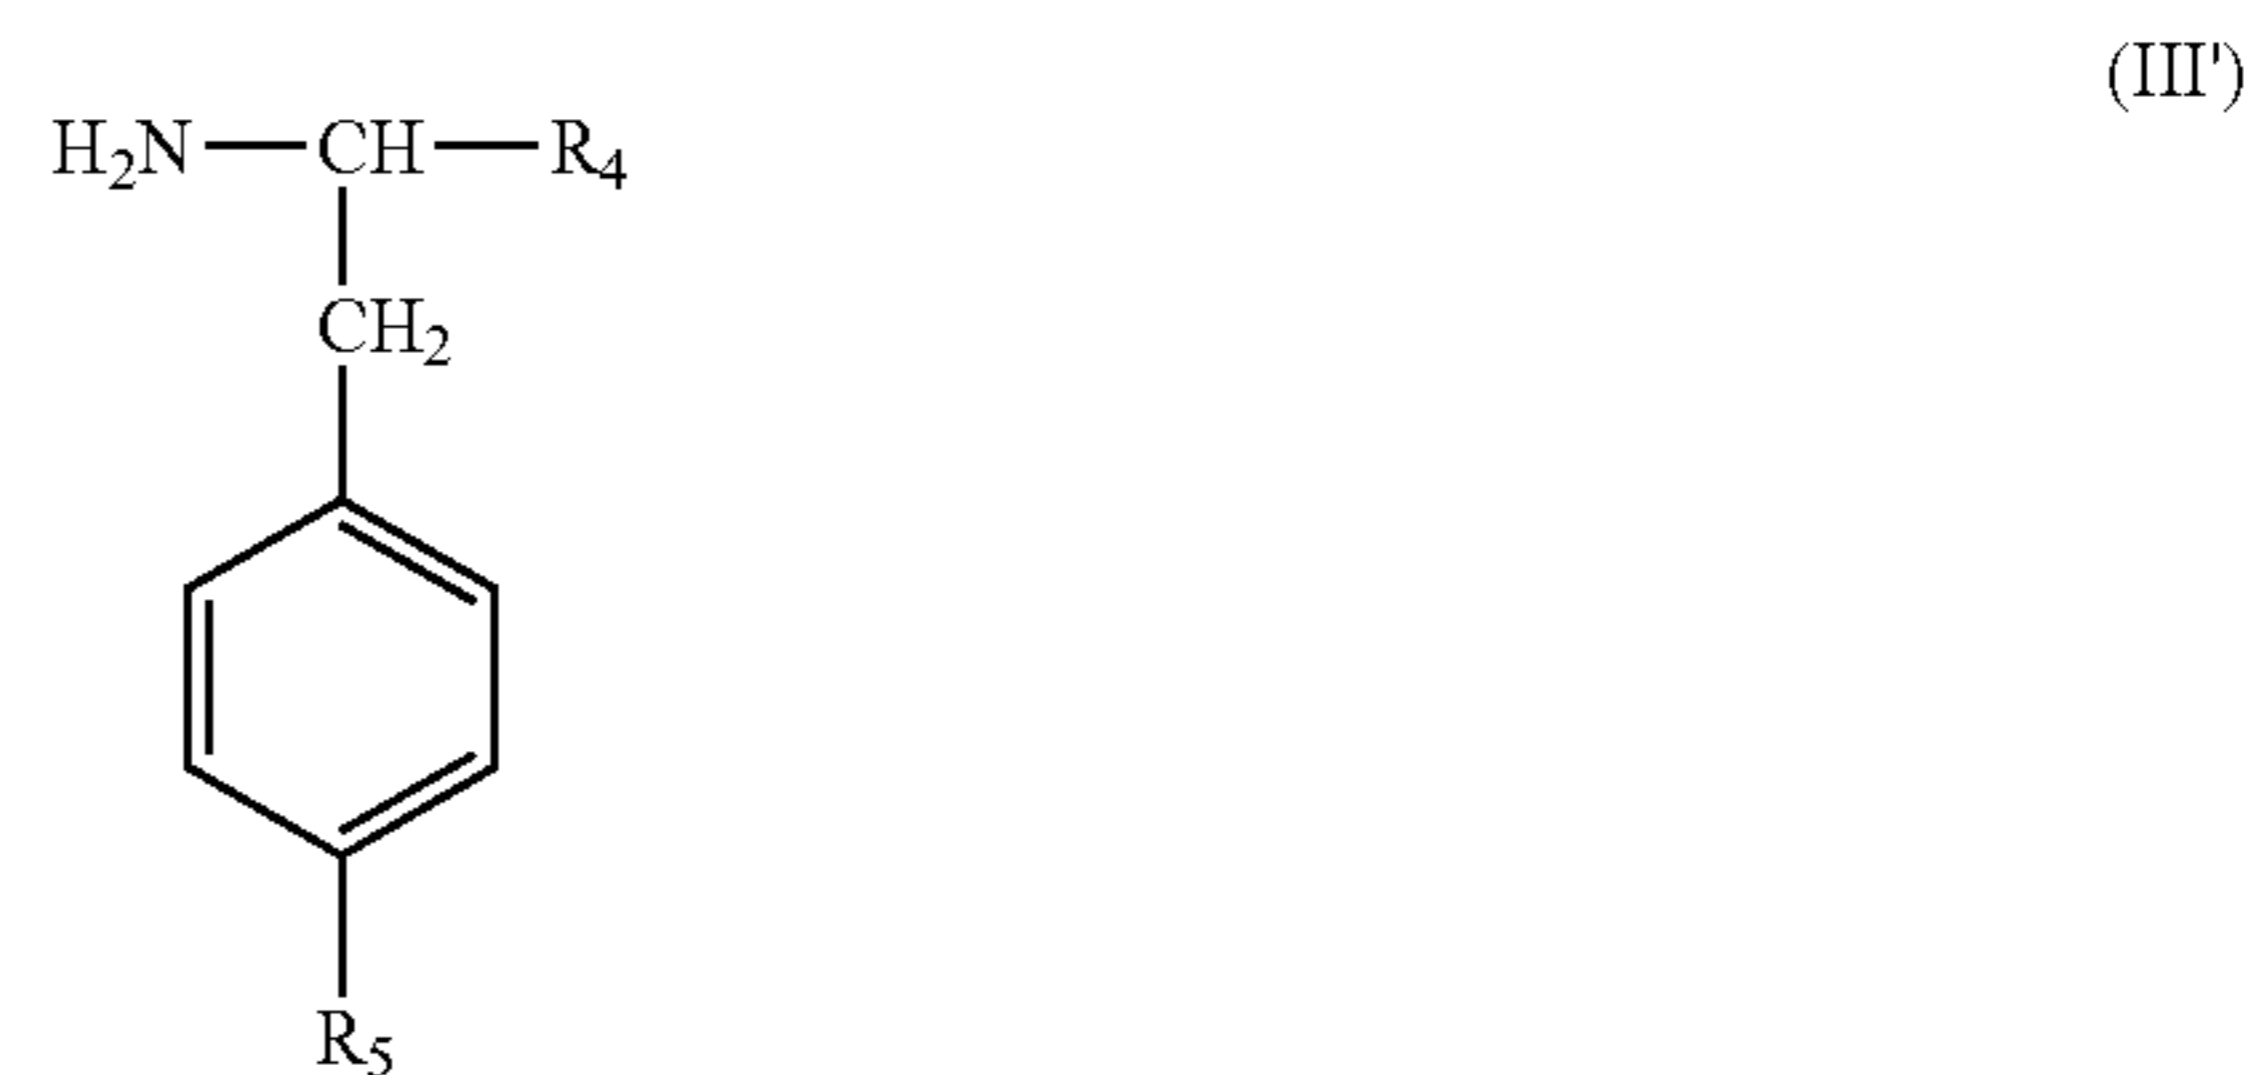 (III')
H₂N—CH—R₄
CH₂
R₅